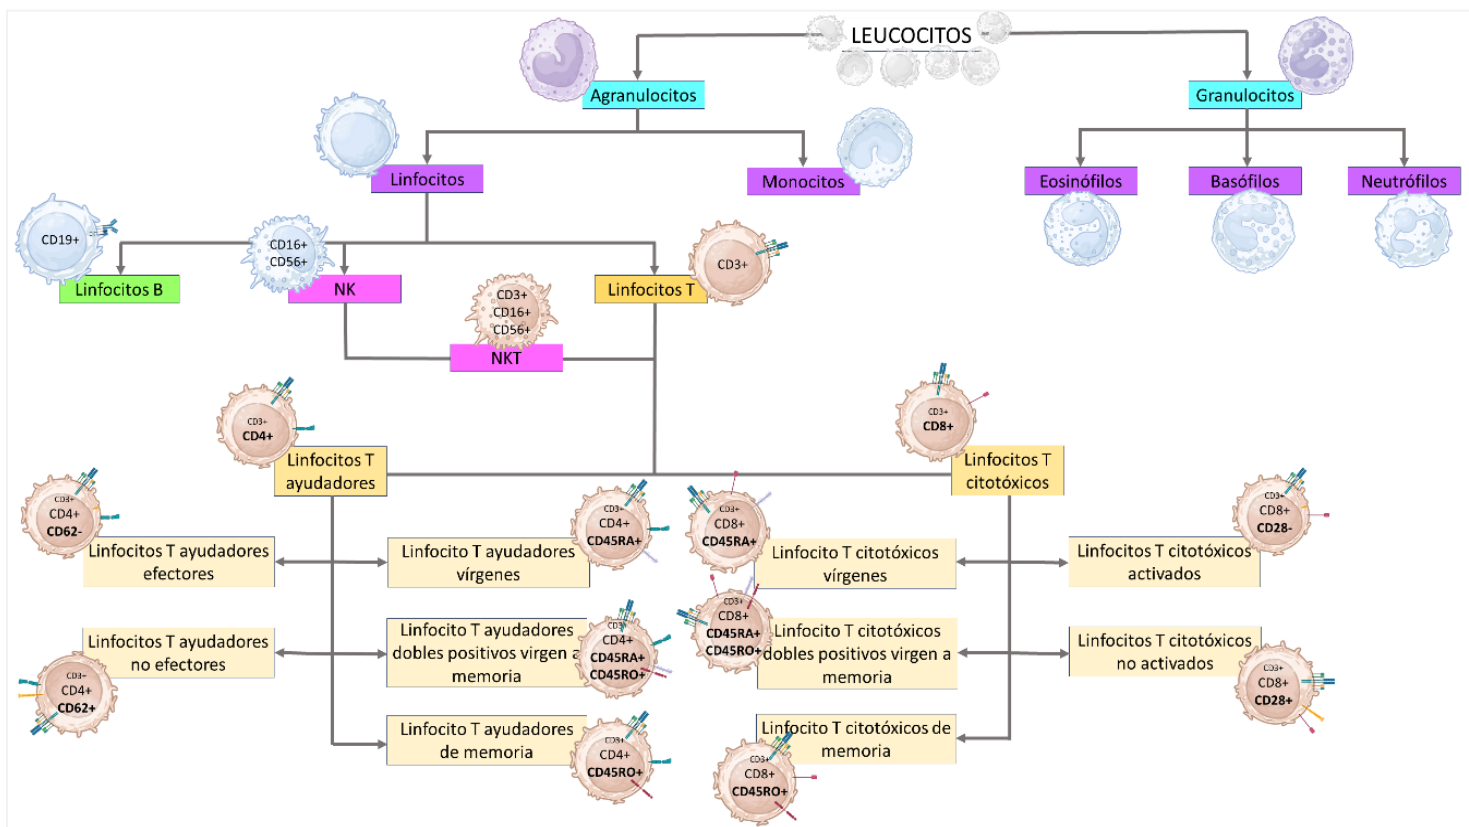 LEUCOCITOS
Agranulocitos
Granulocitos
Linfocitos
Monocitos
Eosinófilos
Basófilos
Neutrófilos
CD19+
CD16+
CD56+
CD3+
Linfocitos B
NK
Linfocitos T
CD3+
CD16+
CD56+
NKT
CD3+
CD4+
CD3+
CD8+
Linfocitos T
ayudadores
Linfocitos T
citotóxicos
CD3+
CD4+
CD62-
Linfocitos T ayudadores
efectores
CD3+
CD4+
CD45RA+
Linfocito T ayudadores
vírgenes
CD3+
CD8+
CD45RA+
Linfocito T citotóxicos
vírgenes
CD3+
CD8+
CD28-
Linfocitos T citotóxicos
activados
Linfocitos T ayudadores
no efectores
CD3+
CD4+
CD62+
Linfocito T ayudadores
dobles positivos virgen a
memoria
CD3+
CD4+
CD45RA+
CD45RO+
CD3+
CD8+
CD45RA+
CD45RO+
Linfocito T citotóxicos
dobles positivos virgen a
memoria
Linfocitos T citotóxicos
no activados
CD3+
CD8+
CD28+
Linfocito T ayudadores
de memoria
CD3+
CD4+
CD45RO+
Linfocito T citotóxicos de
memoria
CD3+
CD8+
CD45RO+